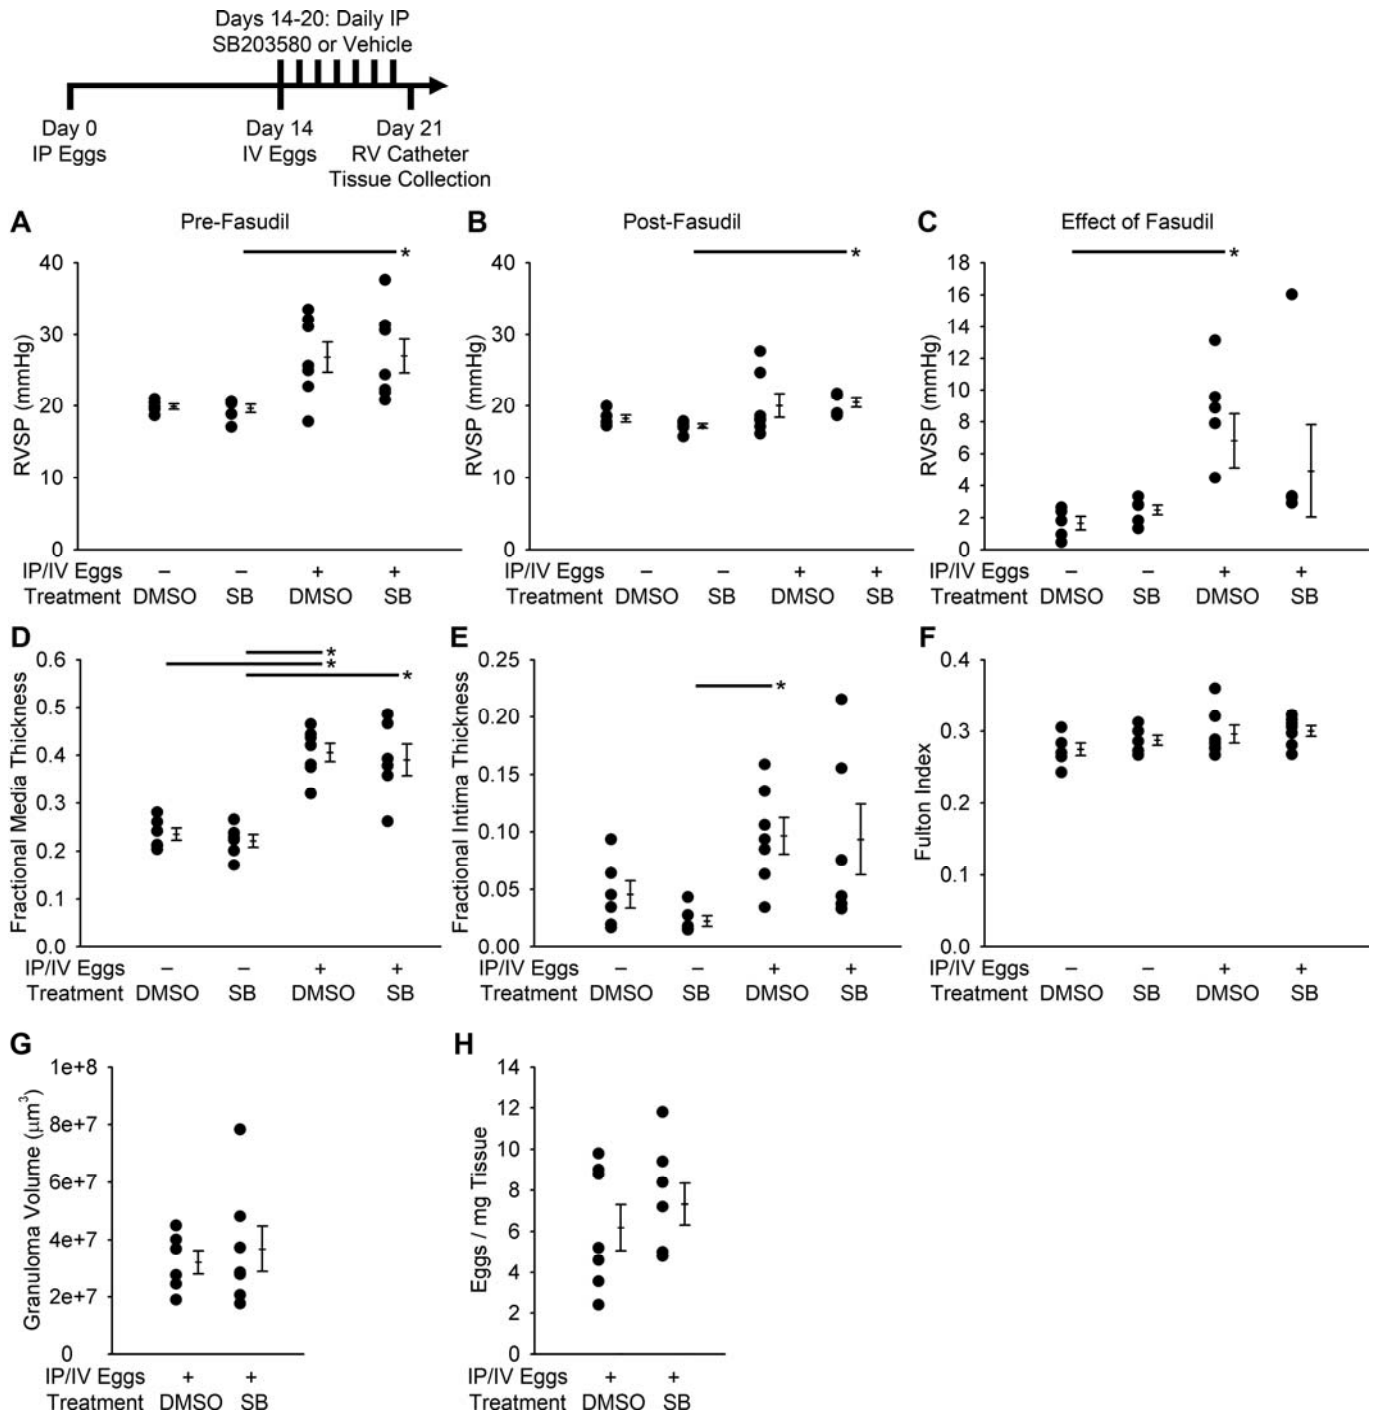 Days 14-20: Daily IP
SB203580 or Vehicle
Day 0
IP Eggs
Day 14
IV Eggs
Day 21
RV Catheter
Tissue Collection
A
Pre-Fasudil
*
40
30
20
10
0
RVSP (mmHg)
IP/IV Eggs – – + +
Treatment DMSO SB DMSO SB
B
Post-Fasudil
*
40
30
20
10
0
RVSP (mmHg)
IP/IV Eggs – – + +
Treatment DMSO SB DMSO SB
C
Effect of Fasudil
*
18
16
14
12
10
8
6
4
2
0
RVSP (mmHg)
IP/IV Eggs – – + +
Treatment DMSO SB DMSO SB
D
*
*
*
0.6
0.5
0.4
0.3
0.2
0.1
0.0
Fractional Media Thickness
IP/IV Eggs – – + +
Treatment DMSO SB DMSO SB
E
*
0.25
0.20
0.15
0.10
0.05
0.00
Fractional Intima Thickness
IP/IV Eggs – – + +
Treatment DMSO SB DMSO SB
F
0.4
0.3
0.2
0.1
0.0
Fulton Index
IP/IV Eggs – – + +
Treatment DMSO SB DMSO SB
G
1e+8
8e+7
6e+7
4e+7
2e+7
0
Granuloma Volume (μm³)
IP/IV Eggs + +
Treatment DMSO SB
H
14
12
10
8
6
4
2
0
Eggs / mg Tissue
IP/IV Eggs + +
Treatment DMSO SB